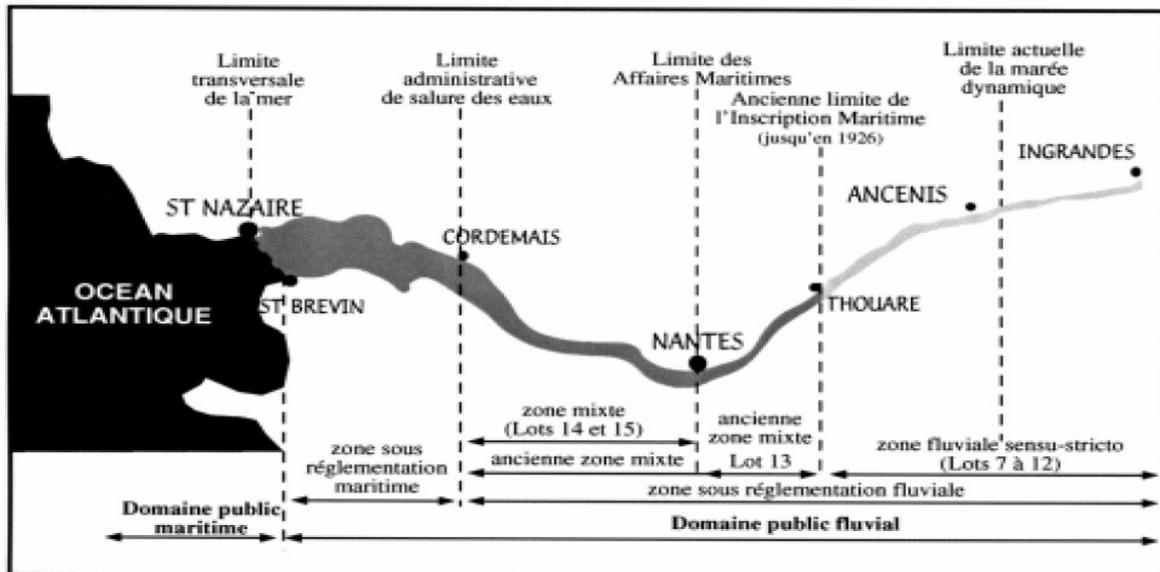 Limite
transversale
de la mer
Limite
administrative
de salure des eaux
Limite des
Affaires Maritimes
Ancienne limite de
l'Inscription Maritime
(jusqu'en 1926)
Limite actuelle
de la marée
dynamique
INGRANDES
ANCENIS
ST NAZAIRE
CORDEMAIS
OCEAN
ATLANTIQUE
ST BREVIN
THOUARE
NANTES
zone mixte
(Lots 14 et 15)
ancienne
zone mixte
Lot 13
zone fluviale sensu-stricto
(Lots 7 à 12)
zone sous
réglementation
maritime
ancienne zone mixte
zone sous réglementation fluviale
Domaine public
maritime
Domaine public fluvial